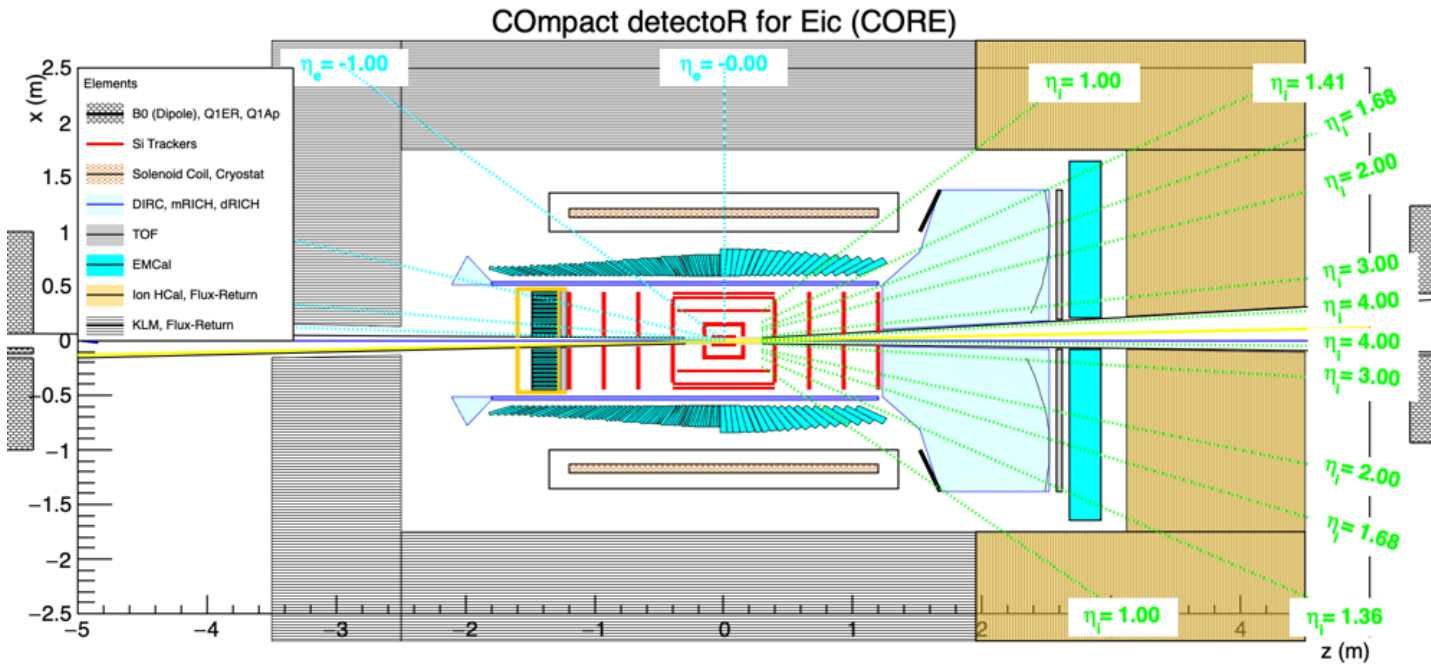 COmpact detectoR for Eic (CORE)
x (m)
2.5
2
1.5
1
0.5
0
−0.5
−1
−1.5
−2
−2.5
Elements
B0 (Dipole), Q1ER, Q1Ap
Si Trackers
Solenoid Coil, Cryostat
DIRC, mRICH, dRICH
TOF
EMCal
Ion HCal, Flux-Return
KLM, Flux-Return
ηe = -1.00
ηe = -0.00
ηi = 1.00
ηi = 1.41
ηi = 1.68
ηi = 2.00
ηi = 3.00
ηi = 4.00
ηi = 4.00
ηi = 3.00
ηi = 2.00
ηi = 1.68
ηi = 1.36
ηi = 1.00
−5 −4 −3 −2 −1 0 1 2 4
z (m)